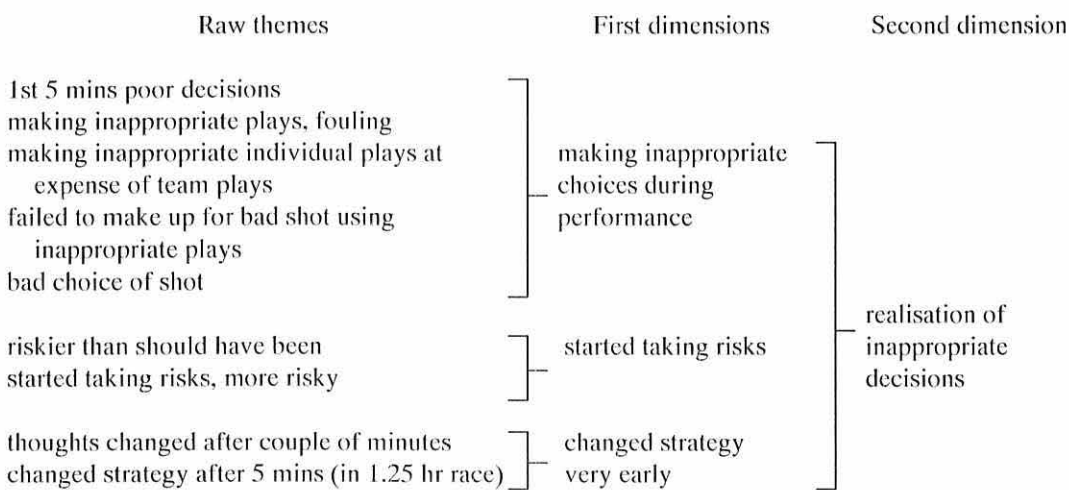 Raw themes First dimensions Second dimension
1st 5 mins poor decisions
making inappropriate plays, fouling
making inappropriate individual plays at
expense of team plays
failed to make up for bad shot using
inappropriate plays
bad choice of shot
making inappropriate
choices during
performance
riskier than should have been
started taking risks, more risky
started taking risks
thoughts changed after couple of minutes
changed strategy after 5 mins (in 1.25 hr race)
changed strategy
very early
realisation of
inappropriate
decisions